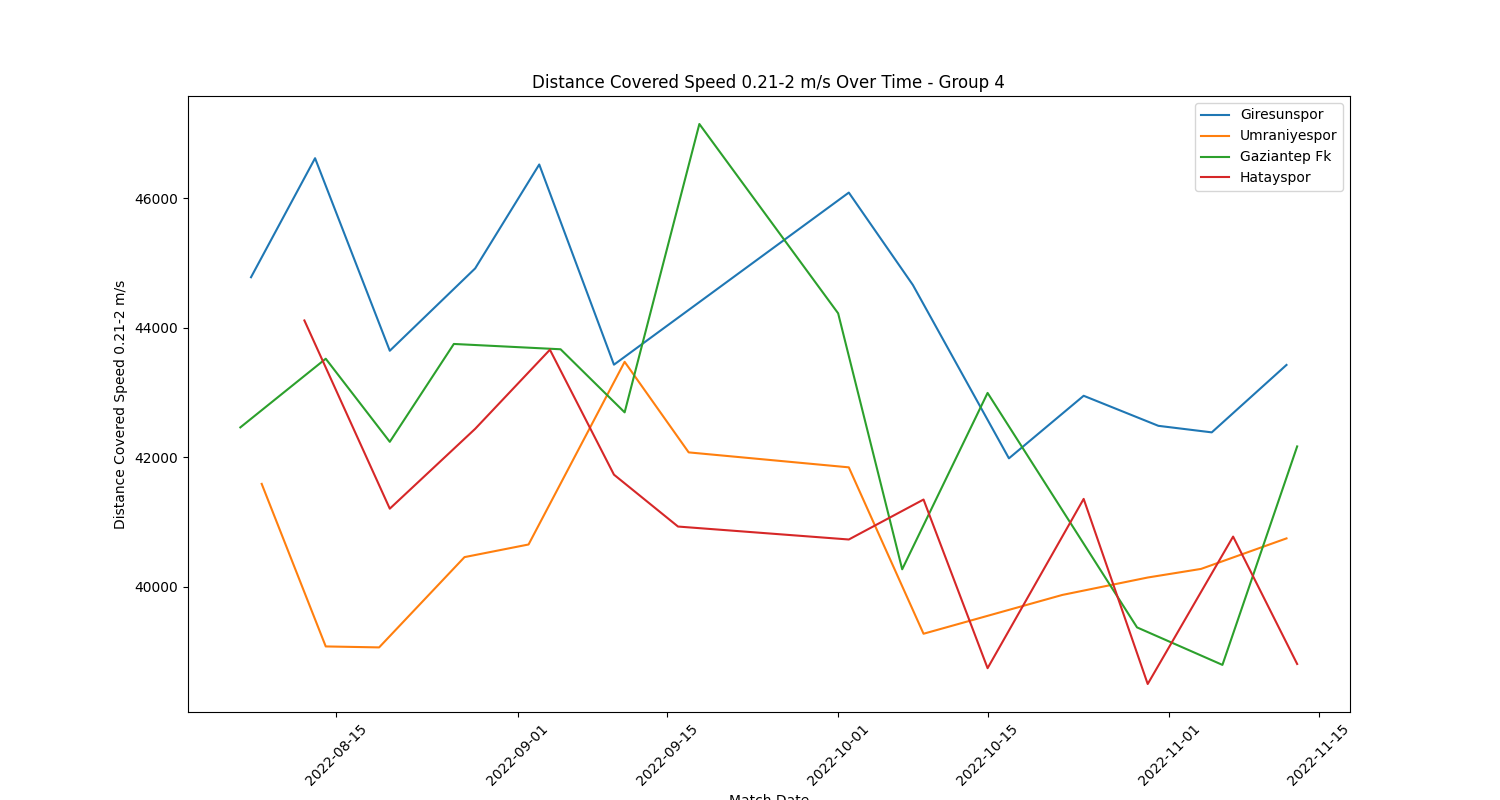 Distance Covered Speed 0.21-2 m/s Over Time - Group 4
Giresunspor
Umraniyespor
Gaziantep Fk
Hatayspor
Distance Covered Speed 0.21-2 m/s
46000
44000
42000
40000
2022-08-15
2022-09-01
2022-09-15
2022-10-01
2022-10-15
2022-11-01
2022-11-15
Match Date